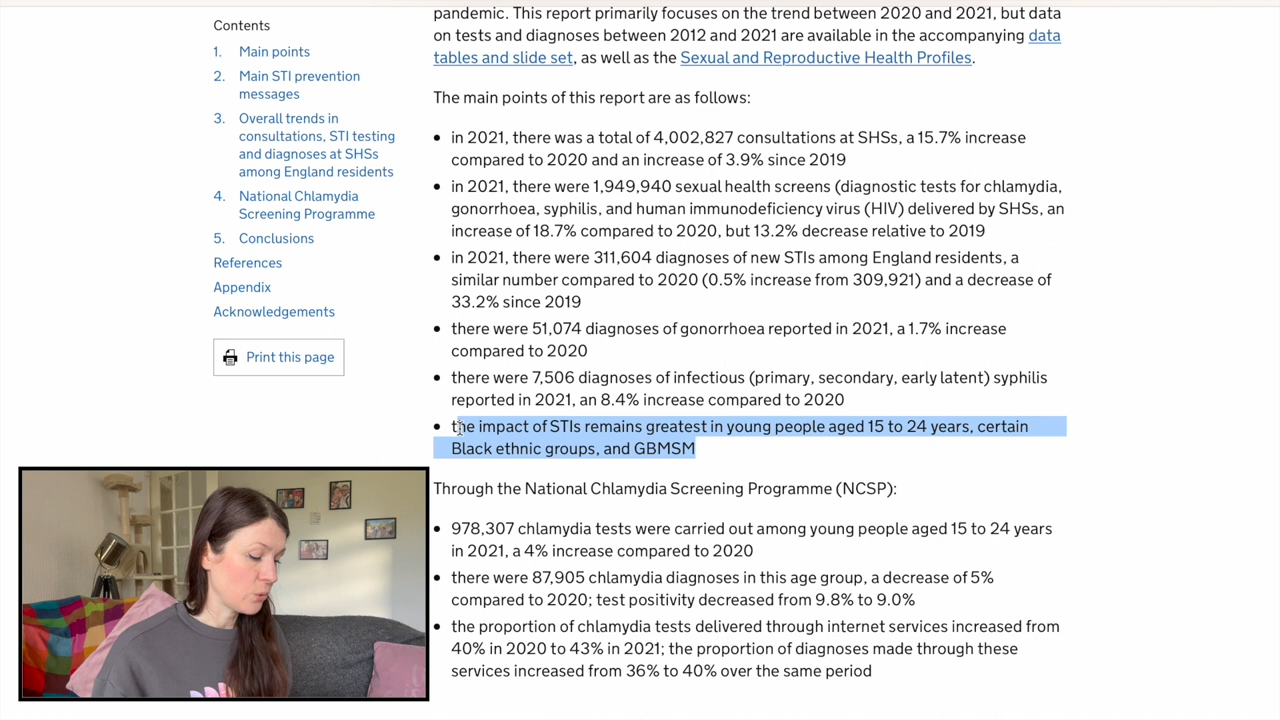 Contents
1. Main points
2. Main STI prevention
messages
3. Overall trends in
consultations, STI testing
and diagnoses at SHSs
among England residents
4. National Chlamydia
Screening Programme
5. Conclusions
References
Appendix
Acknowledgements
Print this page
pandemic. This report primarily focuses on the trend between 2020 and 2021, but data
on tests and diagnoses between 2012 and 2021 are available in the accompanying data
tables and slide set, as well as the Sexual and Reproductive Health Profiles.
The main points of this report are as follows:
• in 2021, there was a total of 4,002,827 consultations at SHSs, a 15.7% increase
compared to 2020 and an increase of 3.9% since 2019
• in 2021, there were 1,949,940 sexual health screens (diagnostic tests for chlamydia,
gonorrhoea, syphilis, and human immunodeficiency virus (HIV) delivered by SHSs, an
increase of 18.7% compared to 2020, but 13.2% decrease relative to 2019
• in 2021, there were 311,604 diagnoses of new STIs among England residents, a
similar number compared to 2020 (0.5% increase from 309,921) and a decrease of
33.2% since 2019
• there were 51,074 diagnoses of gonorrhoea reported in 2021, a 1.7% increase
compared to 2020
• there were 7,506 diagnoses of infectious (primary, secondary, early latent) syphilis
reported in 2021, an 8.4% increase compared to 2020
• the impact of STIs remains greatest in young people aged 15 to 24 years, certain
Black ethnic groups, and GBMSM
Through the National Chlamydia Screening Programme (NCSP):
• 978,307 chlamydia tests were carried out among young people aged 15 to 24 years
in 2021, a 4% increase compared to 2020
• there were 87,905 chlamydia diagnoses in this age group, a decrease of 5%
compared to 2020; test positivity decreased from 9.8% to 9.0%
• the proportion of chlamydia tests delivered through internet services increased from
40% in 2020 to 43% in 2021; the proportion of diagnoses made through these
services increased from 36% to 40% over the same period